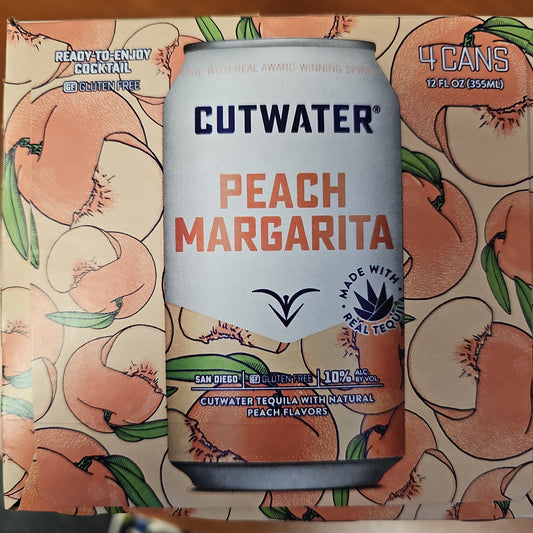 READY-TO-ENJOY
COCKTAIL
GF GLUTEN FREE
4 CANS
12 FL OZ (355ML)
MADE WITH REAL AWARD-WINNING
CUTWATER®
PEACH
MARGARITA
MADE WITH
REAL
SAN DIEGO GF GLUTEN FREE 10% ALC. BY VOL.
CUTWATER TEQUILA WITH NATURAL
PEACH FLAVORS